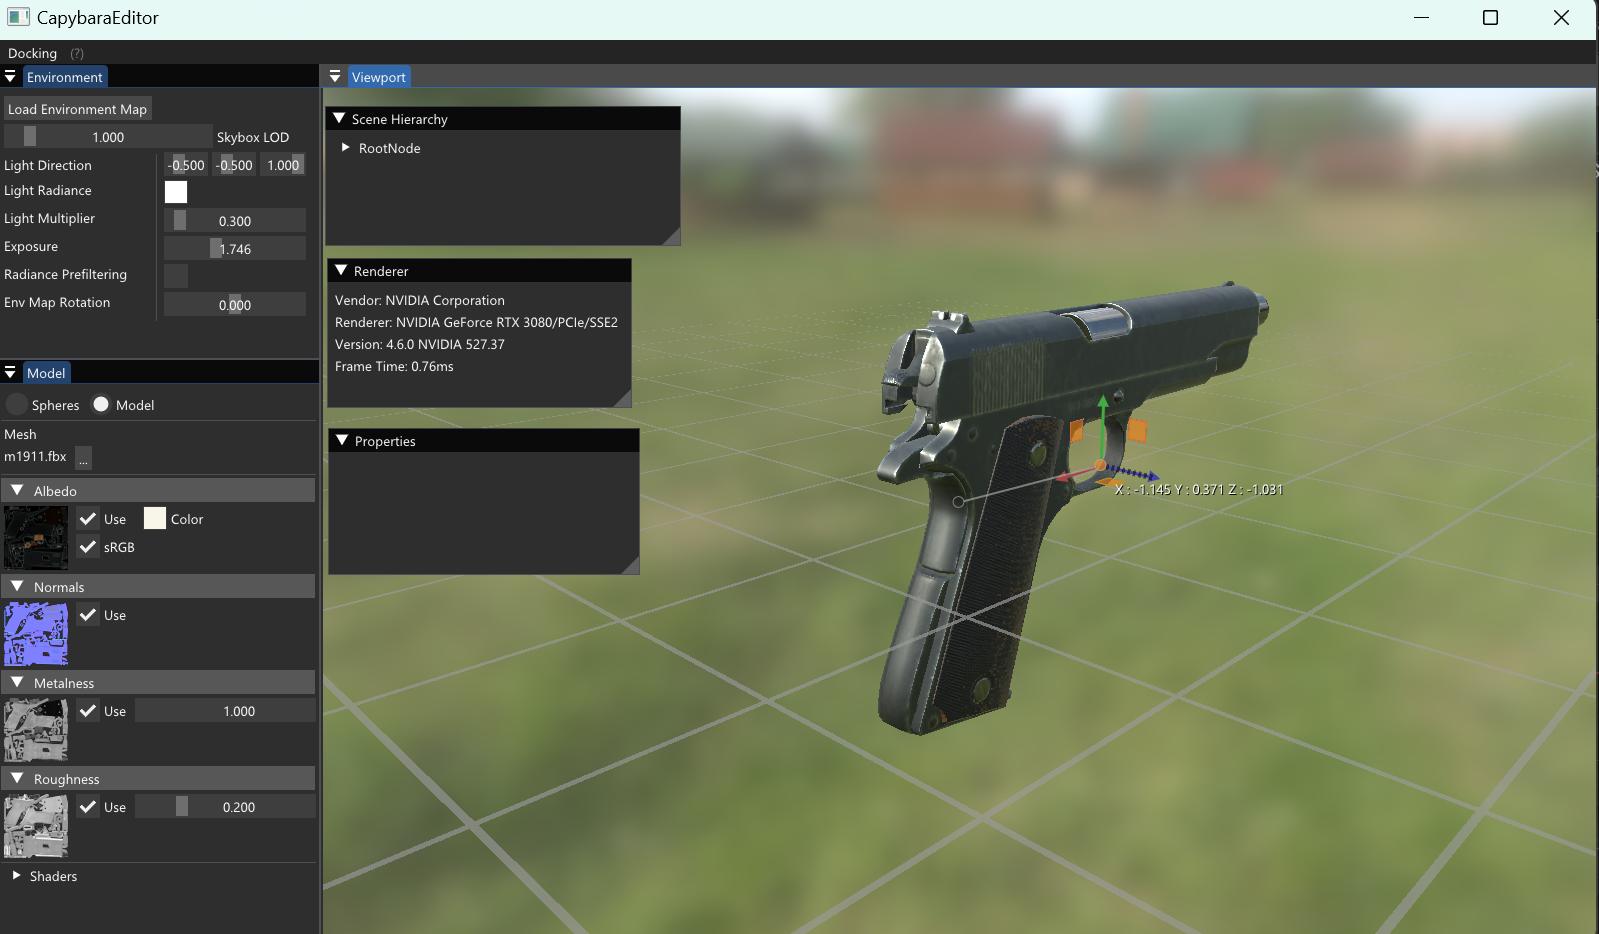 CapybaraEditor
Docking (?)
Environment
Load Environment Map
1.000 Skybox LOD
Light Direction -0.500 -0.500 1.000
Light Radiance
Light Multiplier 0.300
Exposure 1.746
Radiance Prefiltering
Env Map Rotation 0.000
Model
Spheres Model
Mesh
m1911.fbx ...
Albedo
Use Color
sRGB
Normals
Use
Metalness
Use 1.000
Roughness
Use 0.200
Shaders
Viewport
Scene Hierarchy
RootNode
Renderer
Vendor: NVIDIA Corporation
Renderer: NVIDIA GeForce RTX 3080/PCIe/SSE2
Version: 4.6.0 NVIDIA 527.37
Frame Time: 0.76ms
Properties
X : -1.145 Y : 0.371 Z : -1.031